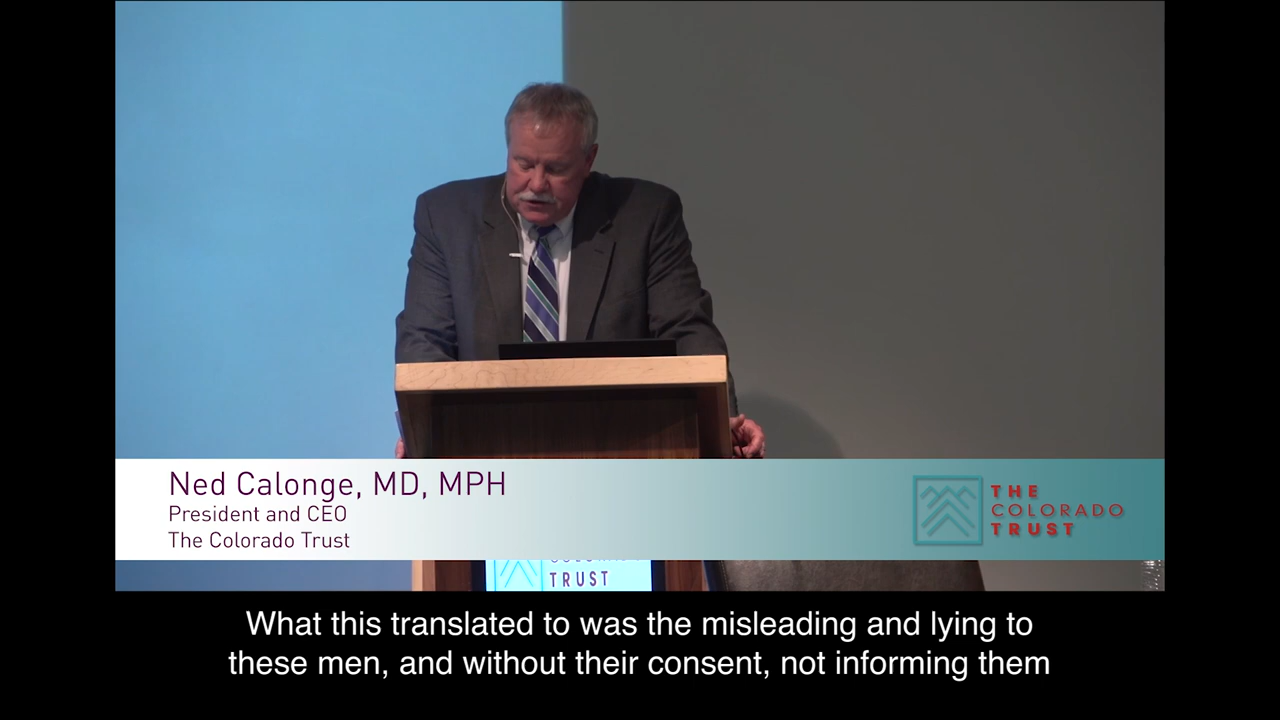 Ned Calonge, MD, MPH
President and CEO
The Colorado Trust
THE
COLORADO
TRUST
TRUST
What this translated to was the misleading and lying to
these men, and without their consent, not informing them